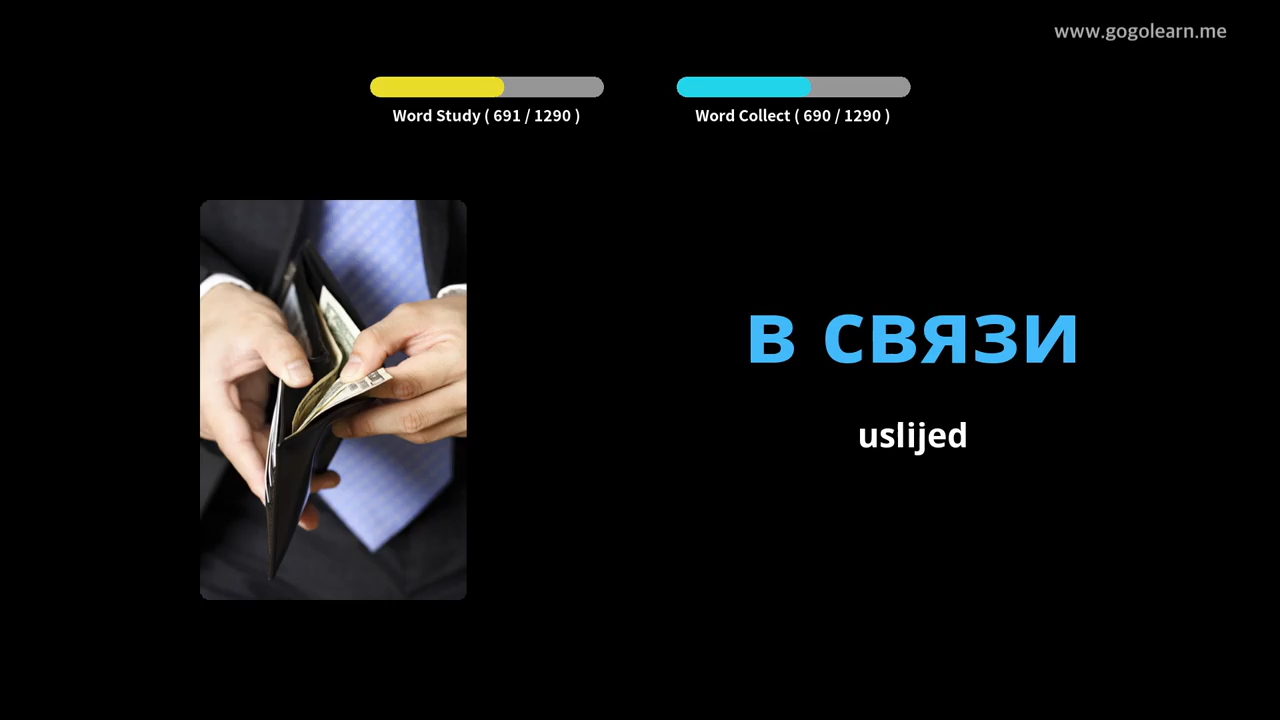 www.gogolearn.me
Word Study ( 691 / 1290 )
Word Collect ( 690 / 1290 )
в связи
uslijed